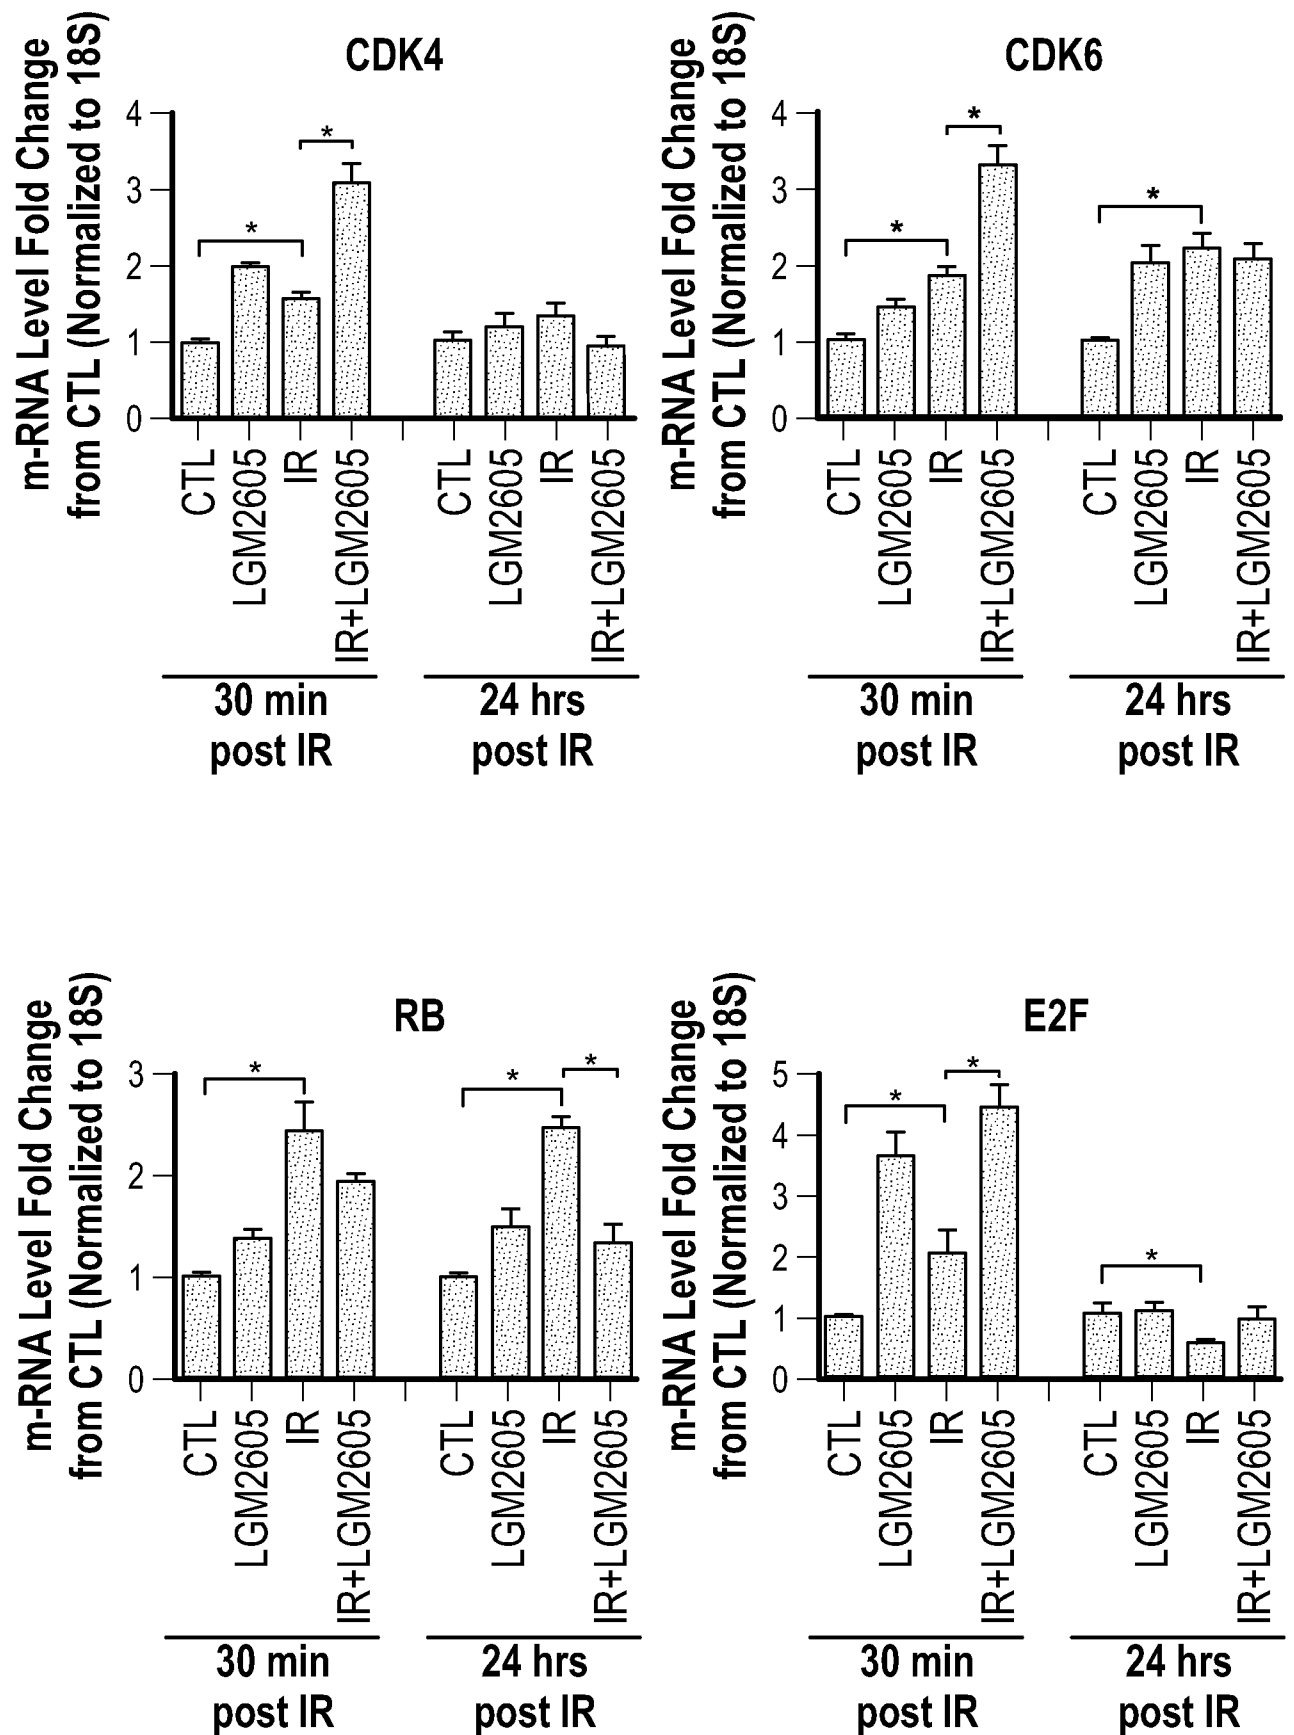 CDK4
m-RNA Level Fold Change
from CTL (Normalized to 18S)
4
3
2
1
0
*
*
CTL
LGM2605
IR
IR+LGM2605
CTL
LGM2605
IR
IR+LGM2605
30 min
post IR
24 hrs
post IR
CDK6
m-RNA Level Fold Change
from CTL (Normalized to 18S)
4
3
2
1
0
*
*
*
CTL
LGM2605
IR
IR+LGM2605
CTL
LGM2605
IR
IR+LGM2605
30 min
post IR
24 hrs
post IR
RB
m-RNA Level Fold Change
from CTL (Normalized to 18S)
3
2
1
0
*
*
*
CTL
LGM2605
IR
IR+LGM2605
CTL
LGM2605
IR
IR+LGM2605
30 min
post IR
24 hrs
post IR
E2F
m-RNA Level Fold Change
from CTL (Normalized to 18S)
5
4
3
2
1
0
*
*
*
CTL
LGM2605
IR
IR+LGM2605
CTL
LGM2605
IR
IR+LGM2605
30 min
post IR
24 hrs
post IR